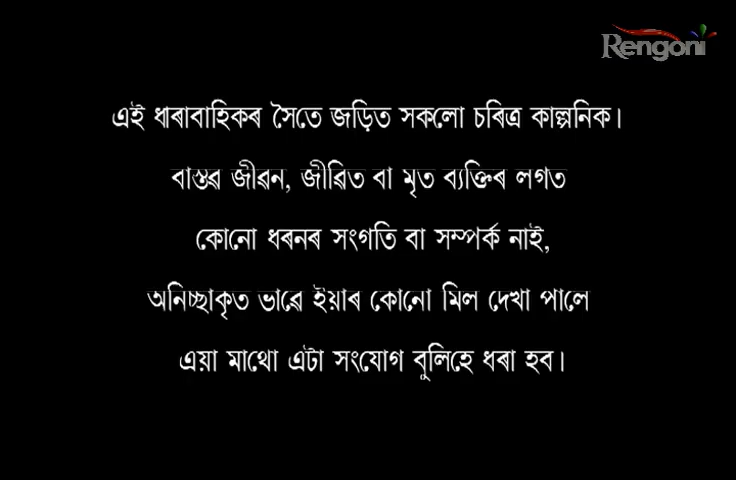 Rengoni
এই ধাৰাবাহিকৰ সৈতে জড়িত সকলো চৰিত্ৰ কাল্পনিক।
বাস্তৱ জীৱন, জীৱিত বা মৃত ব্যক্তিৰ লগত
কোনো ধৰনৰ সংগতি বা সম্পৰ্ক নাই,
অনিচ্ছাকৃত ভাৱে ইয়াৰ কোনো মিল দেখা পালে
এয়া মাথো এটা সংযোগ বুলিহে ধৰা হব।